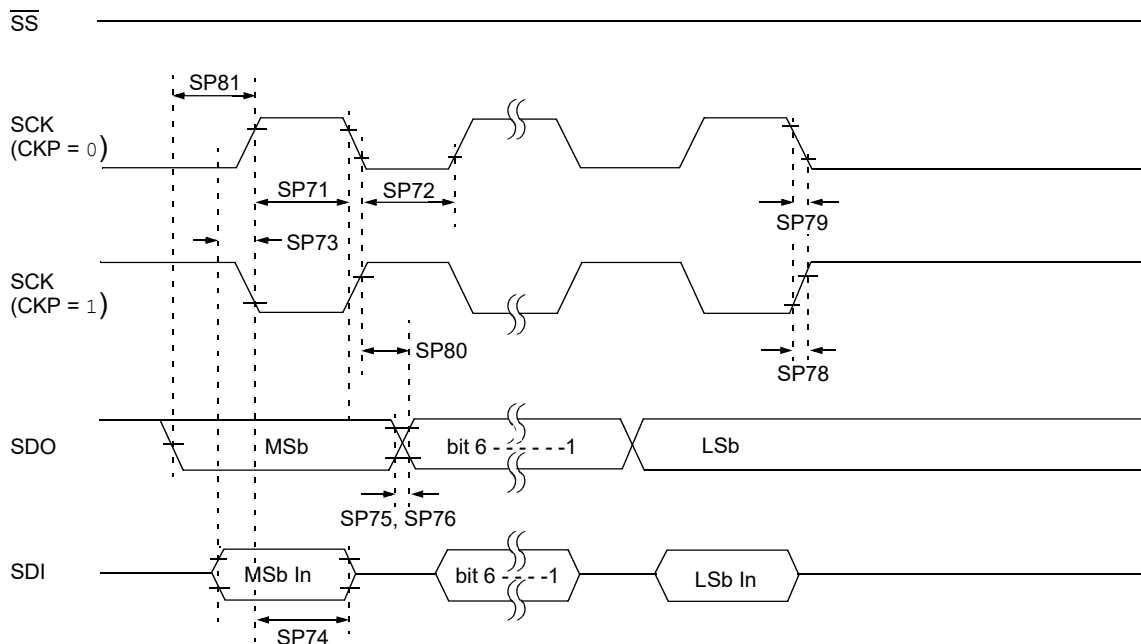 SS
SP81
SCK
(CKP = 0)
SP71
SP72
SP79
SP73
SCK
(CKP = 1)
SP80
SP78
SDO
MSb
bit 6 - - - - - -1
LSb
SP75, SP76
SDI
MSb In
bit 6 - - - - - -1
LSb In
SP74